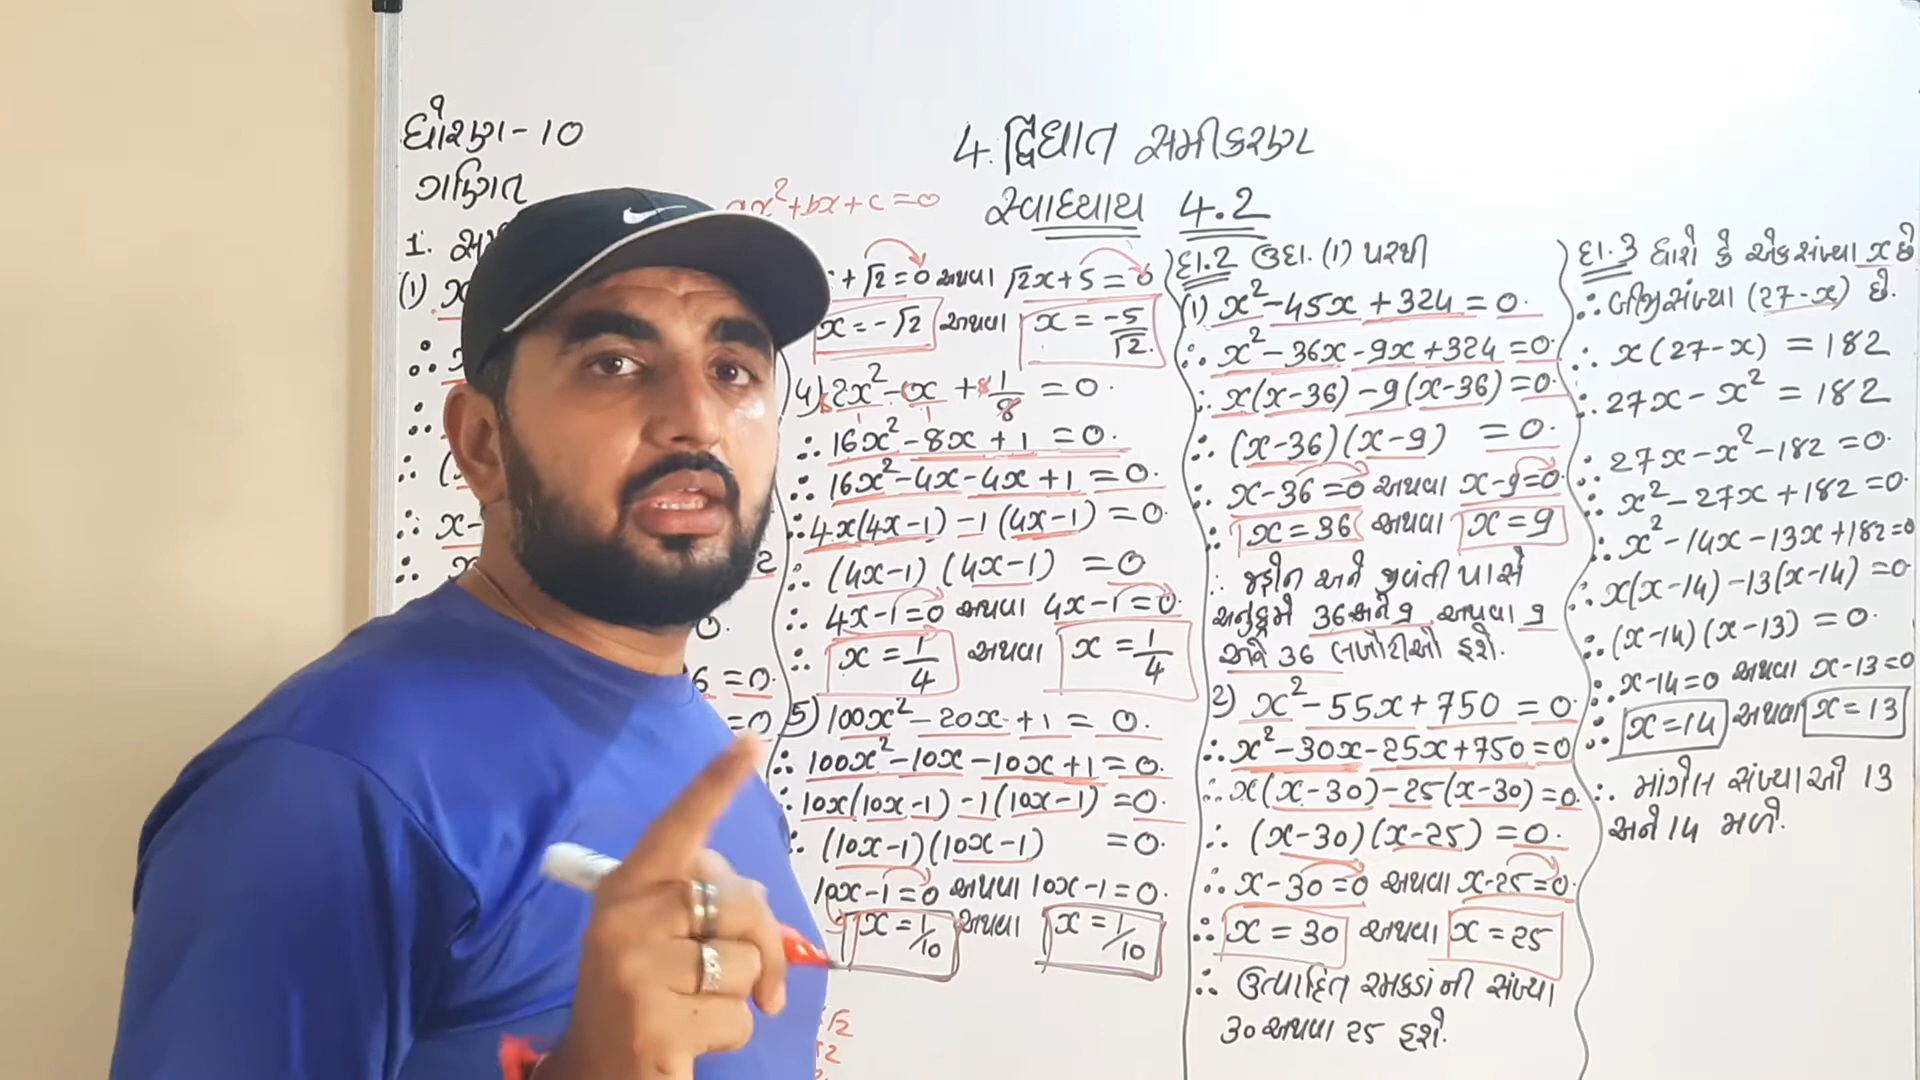 ધોરણ-10
ગણિત
4. દ્વિઘાત સમીકરણ
સ્વાધ્યાય 4.2
ax²+bx+c=0
1.
(1) x
∴ x-
+√2=0 અથવા √2x+5=0
x=-√2 અથવા x=-5/√2
4) 2x²-x+1/8=0
∴ 16x²-8x+1=0
∴ 16x²-4x-4x+1=0
∴ 4x(4x-1)-1(4x-1)=0
∴ (4x-1)(4x-1)=0
∴ 4x-1=0 અથવા 4x-1=0
∴ x=1/4 અથવા x=1/4
6=0
=0
5) 100x²-20x+1=0
∴ 100x²-10x-10x+1=0
∴ 10x(10x-1)-1(10x-1)=0
∴ (10x-1)(10x-1)=0
10x-1=0 અથવા 10x-1=0
x=1/10 અથવા x=1/10
દા.2 ઉદા.(1) પરથી
(1) x²-45x+324=0
∴ x²-36x-9x+324=0
∴ x(x-36)-9(x-36)=0
∴ (x-36)(x-9)=0
∴ x-36=0 અથવા x-9=0
∴ x=36 અથવા x=9
∴ જહોન અને જીવંતી પાસે
અનુક્રમે 36 અને 9 અથવા 9
અને 36 લખોટીઓ હશે.
2) x²-55x+750=0
∴ x²-30x-25x+750=0
∴ x(x-30)-25(x-30)=0
∴ (x-30)(x-25)=0
∴ x-30=0 અથવા x-25=0
∴ x=30 અથવા x=25
∴ ઉત્પાદિત રમકડાંની સંખ્યા
30 અથવા 25 હશે.
દા.3 ધારો કે એક સંખ્યા x છે
∴ બીજી સંખ્યા (27-x) છે.
∴ x(27-x)=182
∴ 27x-x²=182
∴ 27x-x²-182=0
∴ x²-27x+182=0
∴ x²-14x-13x+182=0
∴ x(x-14)-13(x-14)=0
∴ (x-14)(x-13)=0
∴ x-14=0 અથવા x-13=0
∴ x=14 અથવા x=13
∴ માંગેલ સંખ્યાઓ 13
અને 14 મળે.